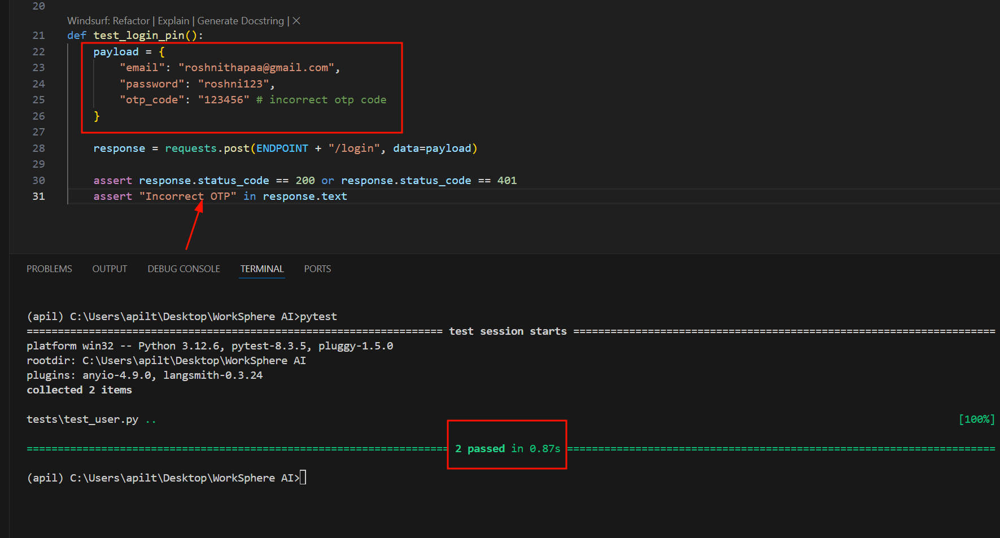 20
Windsurf: Refactor | Explain | Generate Docstring | ×
21 def test_login_pin():
22 payload = {
23 "email": "roshnithapaa@gmail.com",
24 "password": "roshni123",
25 "otp_code": "123456" # incorrect otp code
26 }
27
28 response = requests.post(ENDPOINT + "/login", data=payload)
29
30 assert response.status_code == 200 or response.status_code == 401
31 assert "Incorrect OTP" in response.text
PROBLEMS OUTPUT DEBUG CONSOLE TERMINAL PORTS
(apil) C:\Users\apilt\Desktop\WorkSphere AI>pytest
=================================================================== test session starts ====================================================================
platform win32 -- Python 3.12.6, pytest-8.3.5, pluggy-1.5.0
rootdir: C:\Users\apilt\Desktop\WorkSphere AI
plugins: anyio-4.9.0, langsmith-0.3.24
collected 2 items
tests\test_user.py .. [100%]
==================================================================== 2 passed in 0.87s =====================================================================
(apil) C:\Users\apilt\Desktop\WorkSphere AI>